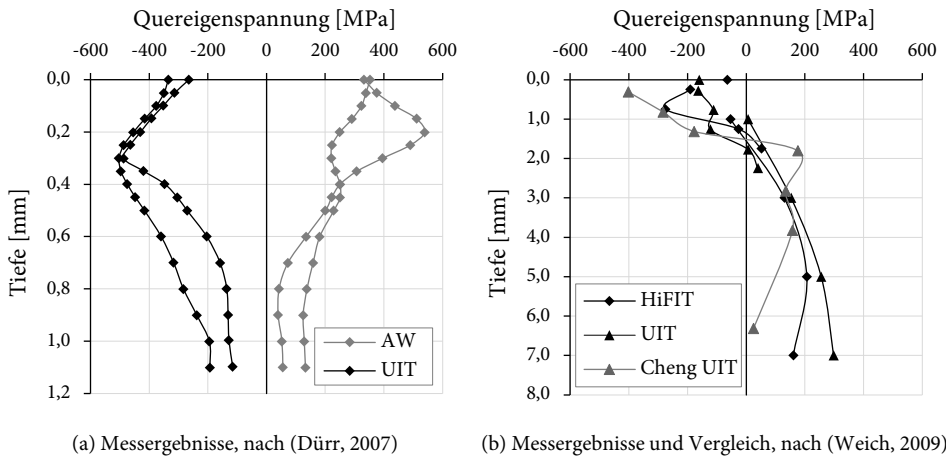 Quereigenspannung [MPa]
-600 -400 -200 0 200 400 600
0,0
0,2
0,4
0,6
0,8
1,0
1,2
Tiefe [mm]
AW
UIT
(a) Messergebnisse, nach (Dürr, 2007)
Quereigenspannung [MPa]
-600 -400 -200 0 200 400 600
0,0
1,0
2,0
3,0
4,0
5,0
6,0
7,0
8,0
Tiefe [mm]
HiFIT
UIT
Cheng UIT
(b) Messergebnisse und Vergleich, nach (Weich, 2009)